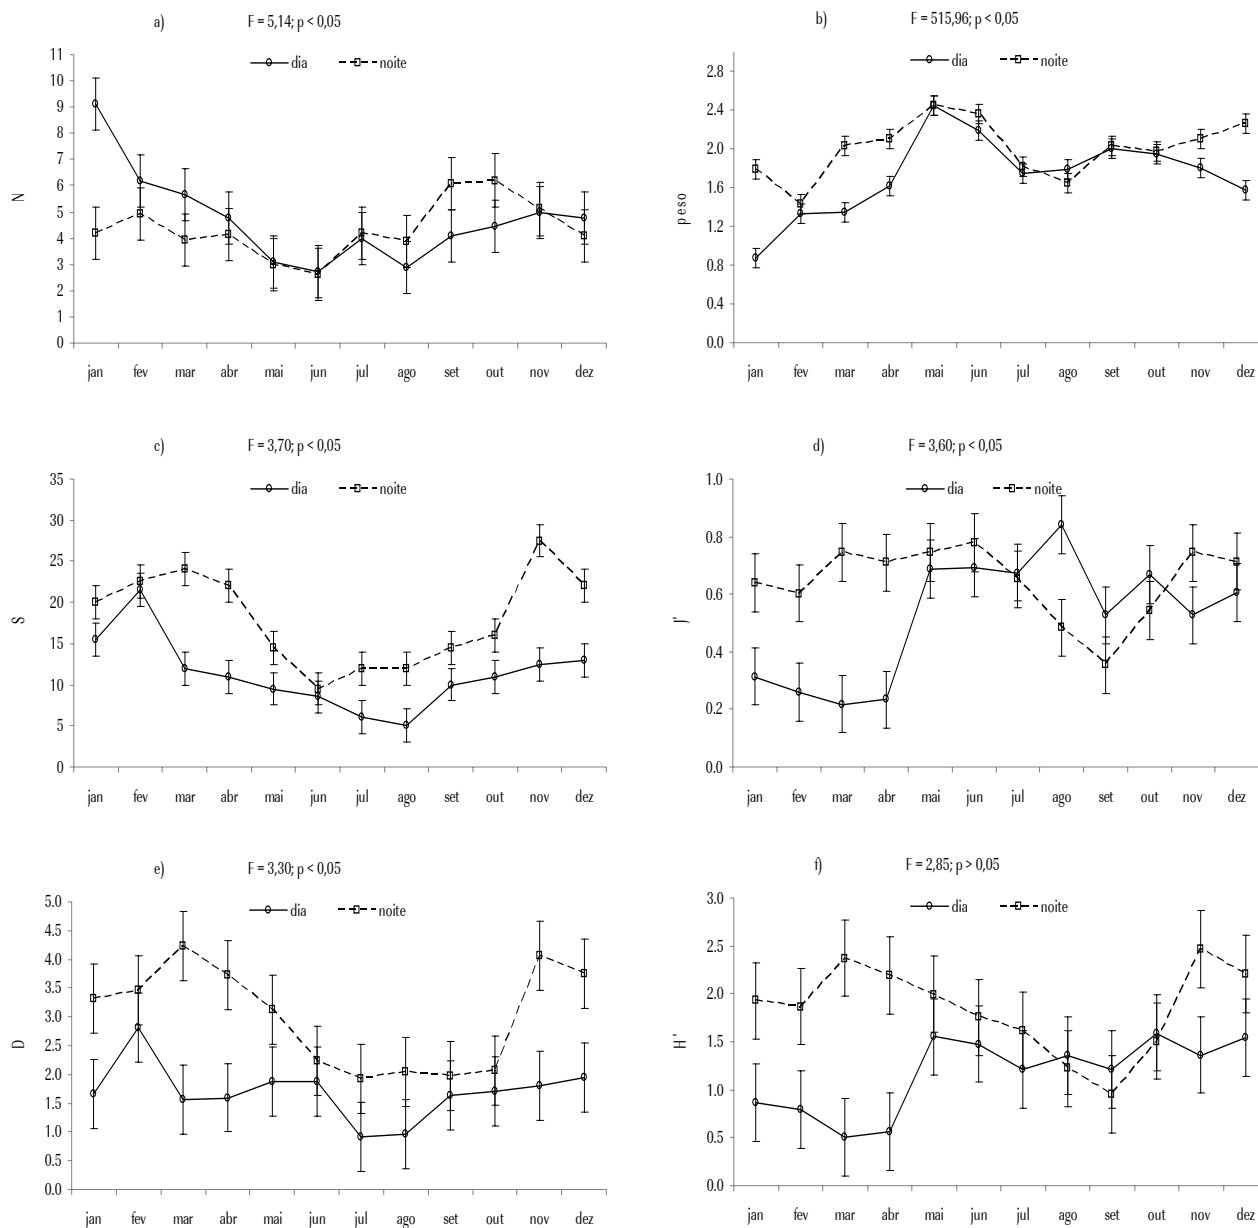 a) F = 5,14; p < 0,05
dia noite
N
11
10
9
8
7
6
5
4
3
2
1
0
jan fev mar abr mai jun jul ago set out nov dez
b) F = 515,96; p < 0,05
dia noite
peso
2.8
2.4
2.0
1.6
1.2
0.8
0.4
0.0
jan fev mar abr mai jun jul ago set out nov dez
c) F = 3,70; p < 0,05
dia noite
S
35
30
25
20
15
10
5
0
jan fev mar abr mai jun jul ago set out nov dez
d) F = 3,60; p < 0,05
dia noite
J'
1.0
0.8
0.6
0.4
0.2
0.0
jan fev mar abr mai jun jul ago set out nov dez
e) F = 3,30; p < 0,05
dia noite
D
5.0
4.5
4.0
3.5
3.0
2.5
2.0
1.5
1.0
0.5
0.0
jan fev mar abr mai jun jul ago set out nov dez
f) F = 2,85; p > 0,05
dia noite
H'
3.0
2.5
2.0
1.5
1.0
0.5
0.0
jan fev mar abr mai jun jul ago set out nov dez